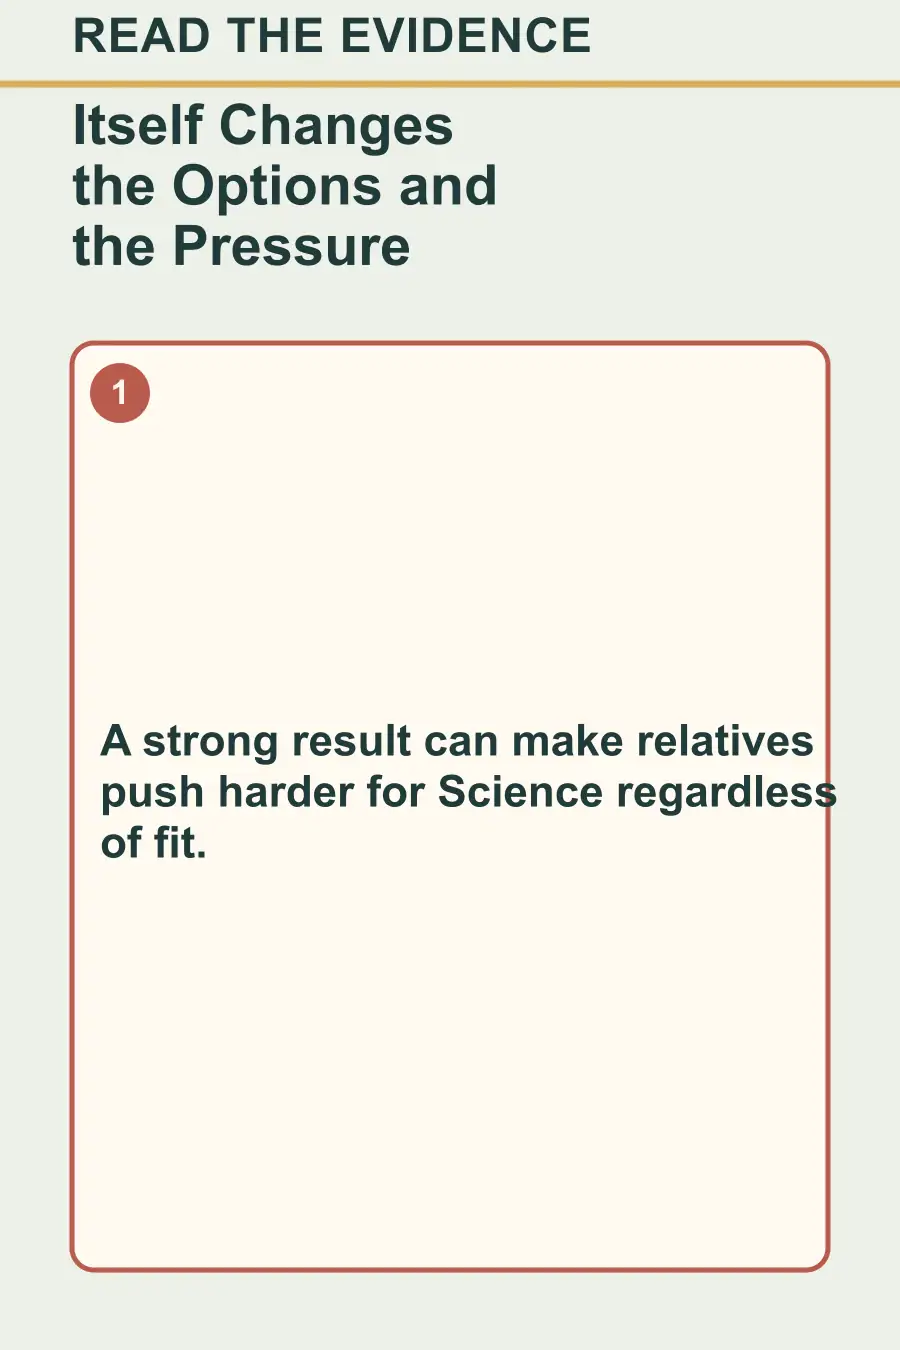 READ THE EVIDENCE
Itself Changes
the Options and
the Pressure
1
A strong result can make relatives
push harder for Science regardless
of fit.